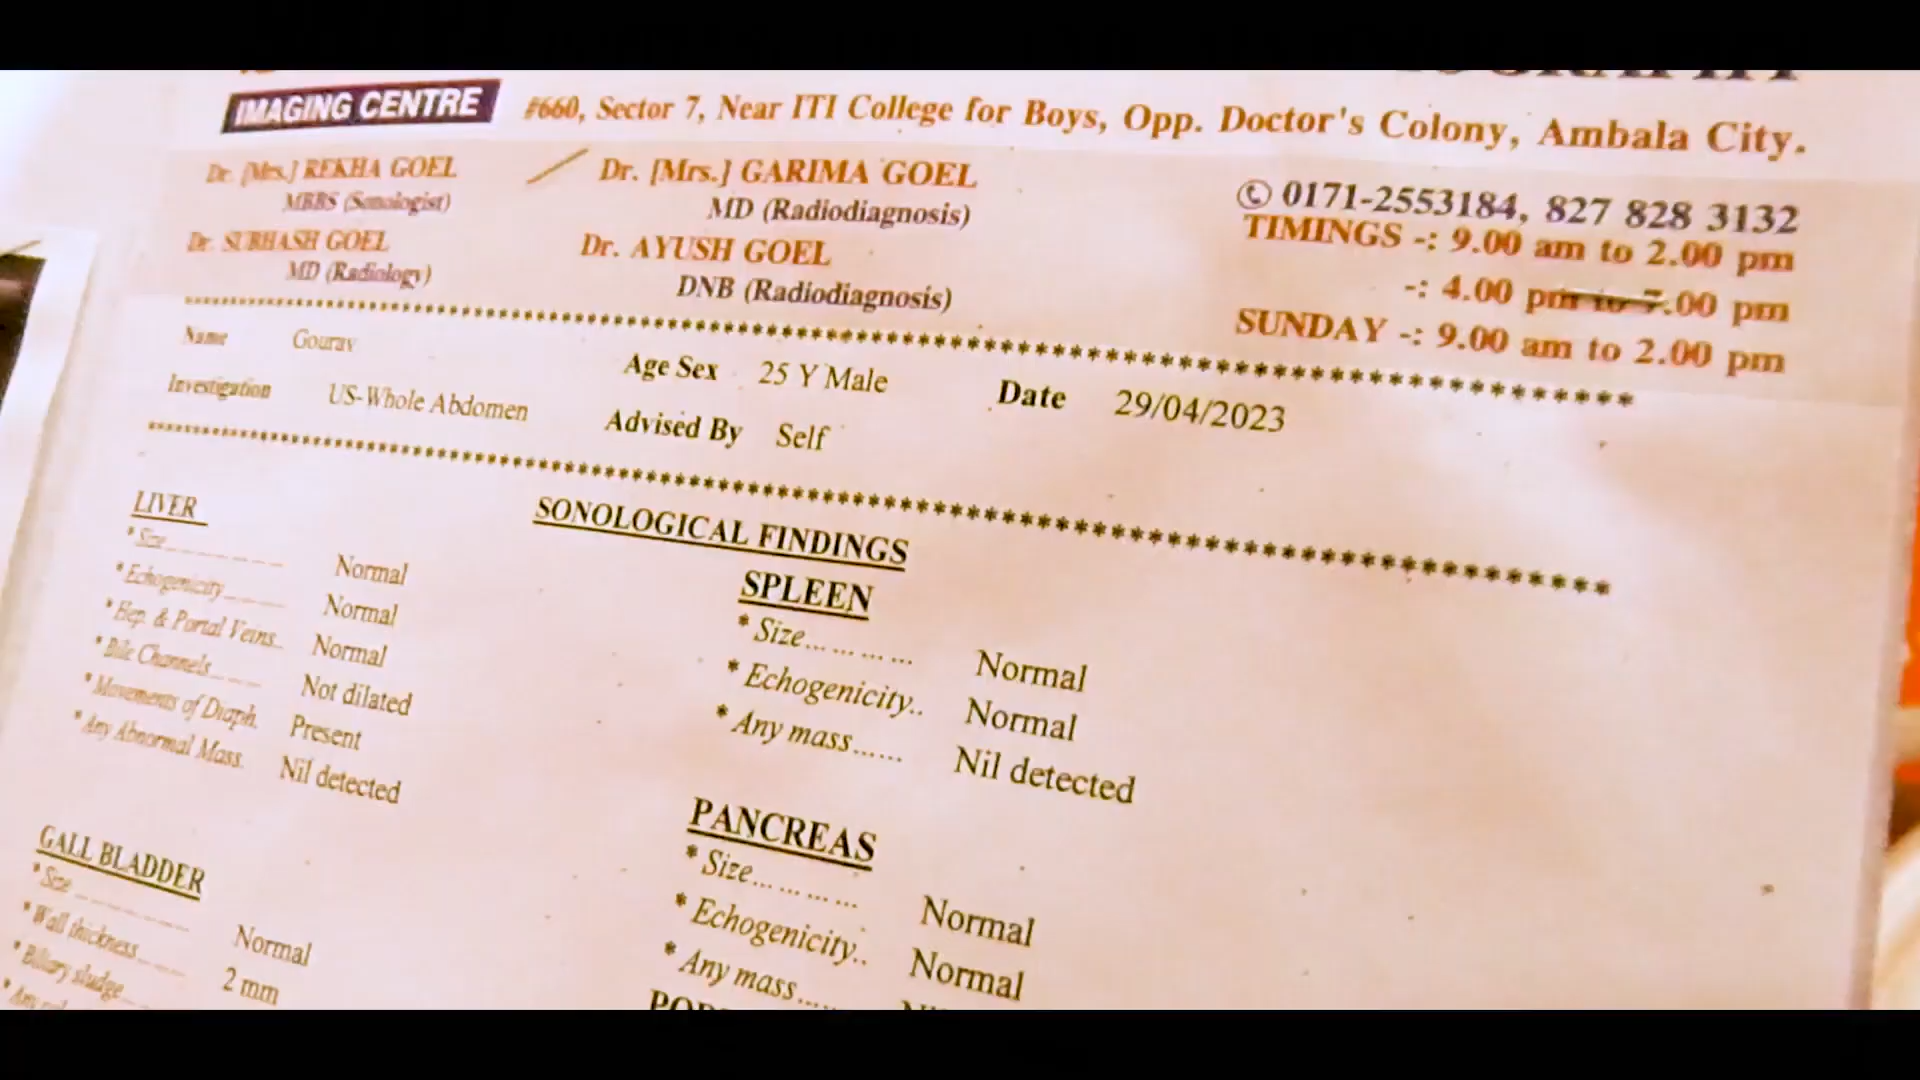 IMAGING CENTRE
#660, Sector 7, Near ITI College for Boys, Opp. Doctor's Colony, Ambala City.
Dr. [Mrs.] REKHA GOEL
MBBS (Sonologist)
Dr. SUBHASH GOEL
MD (Radiology)
Dr. [Mrs.] GARIMA GOEL
MD (Radiodiagnosis)
Dr. AYUSH GOEL
DNB (Radiodiagnosis)
0171-2553184, 827 828 3132
TIMINGS -: 9.00 am to 2.00 pm
-: 4.00 pm to 7.00 pm
SUNDAY -: 9.00 am to 2.00 pm
Name Gourav Age Sex 25 Y Male Date 29/04/2023
Investigation US-Whole Abdomen Advised By Self
SONOLOGICAL FINDINGS
LIVER
* Size............ Normal
* Echogenicity....... Normal
* Hep. & Portal Veins.. Normal
* Bile Channels....... Not dilated
* Movements of Diaph. Present
* Any Abnormal Mass. Nil detected
GALL BLADDER
* Size ............ Normal
* Wall thickness....... 2 mm
* Biliary sludge...
* Any
SPLEEN
* Size... ... ... ... Normal
* Echogenicity.. Normal
* Any mass...... Nil detected
PANCREAS
* Size... ... ... ... Normal
* Echogenicity.. Normal
* Any mass......